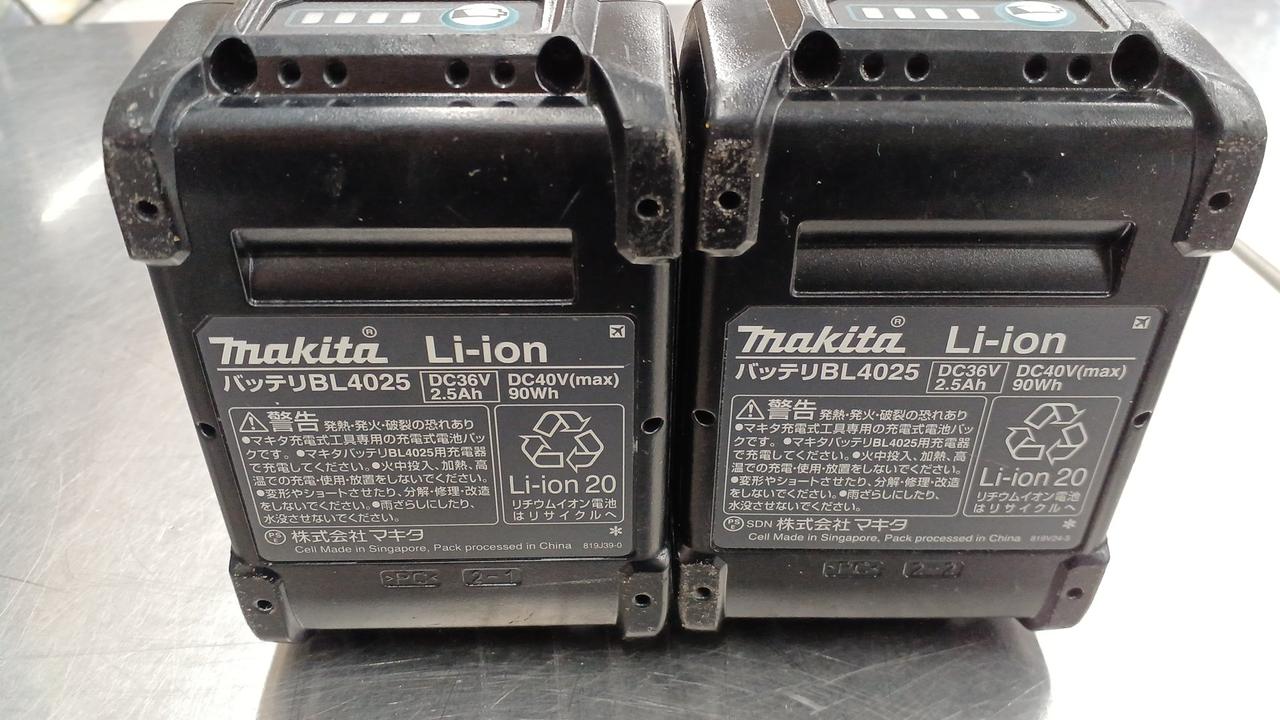 Makita® Li-ion
バッテリBL4025 DC36V 2.5Ah DC40V(max) 90Wh
警告 発熱・発火・破裂の恐れあり
●マキタ充電式工具専用の充電式電池パッ
クです。●マキタバッテリBL4025用充電器
で充電してください。●火中投入、加熱、高
温での充電・使用・放置をしないでください。
●変形やショートさせたり、分解・修理・改造
をしないでください。●雨ざらしにしたり、
水没させないでください。
Li-ion 20
リチウムイオン電池
はリサイクルへ
PSE 株式会社 マキタ *
Cell Made in Singapore, Pack processed in China 819J39-0
>PC< 2-1
Makita® Li-ion
バッテリBL4025 DC36V 2.5Ah DC40V(max) 90Wh
警告 発熱・発火・破裂の恐れあり
●マキタ充電式工具専用の充電式電池パッ
クです。●マキタバッテリBL4025用充電器
で充電してください。●火中投入、加熱、高
温での充電・使用・放置をしないでください。
●変形やショートさせたり、分解・修理・改造
をしないでください。●雨ざらしにしたり、
水没させないでください。
Li-ion 20
リチウムイオン電池
はリサイクルへ
PSE SDN 株式会社 マキタ *
Cell Made in Singapore, Pack processed in China 819V24-5
>PC< 2-2